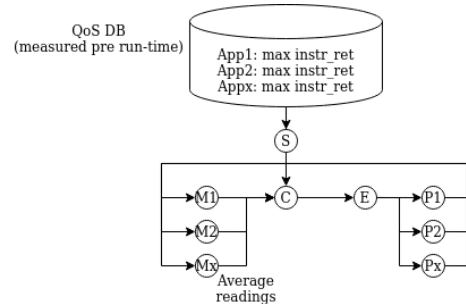 QoS DB
(measured pre run-time)
App1: max instr_ret
App2: max instr_ret
Appx: max instr_ret
S
M1
C
E
P1
M2
P2
Mx
Px
Average
readings